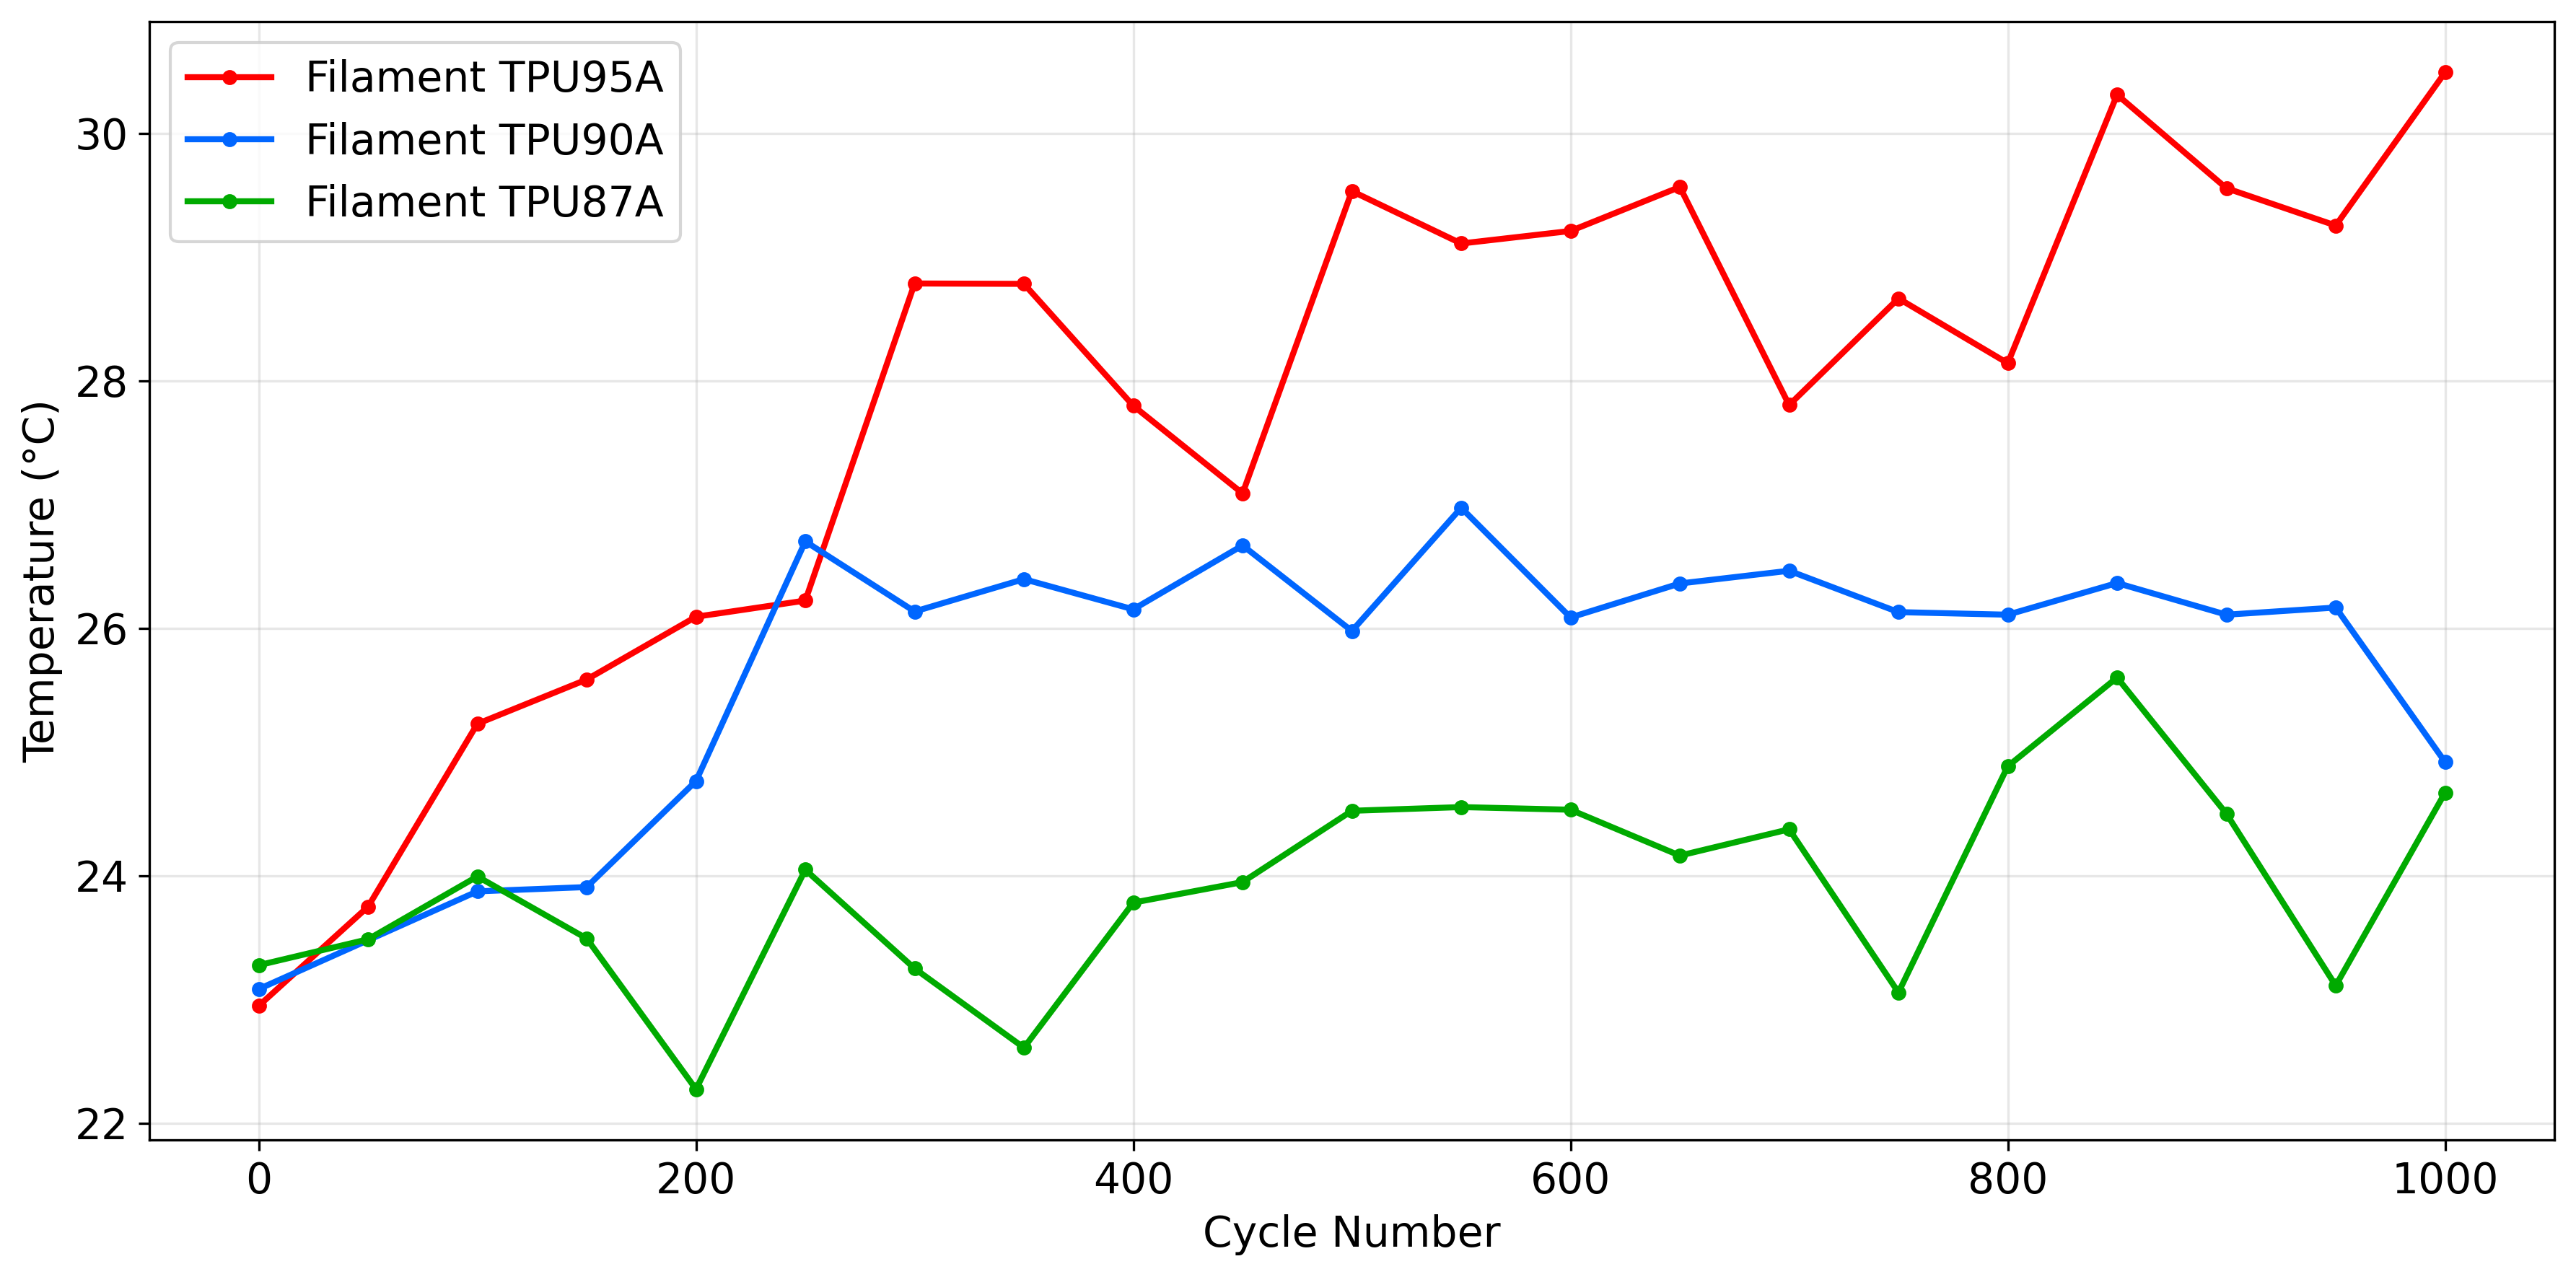 Filament TPU95A
Filament TPU90A
Filament TPU87A
30
28
26
24
22
Temperature (°C)
0 200 400 600 800 1000
Cycle Number